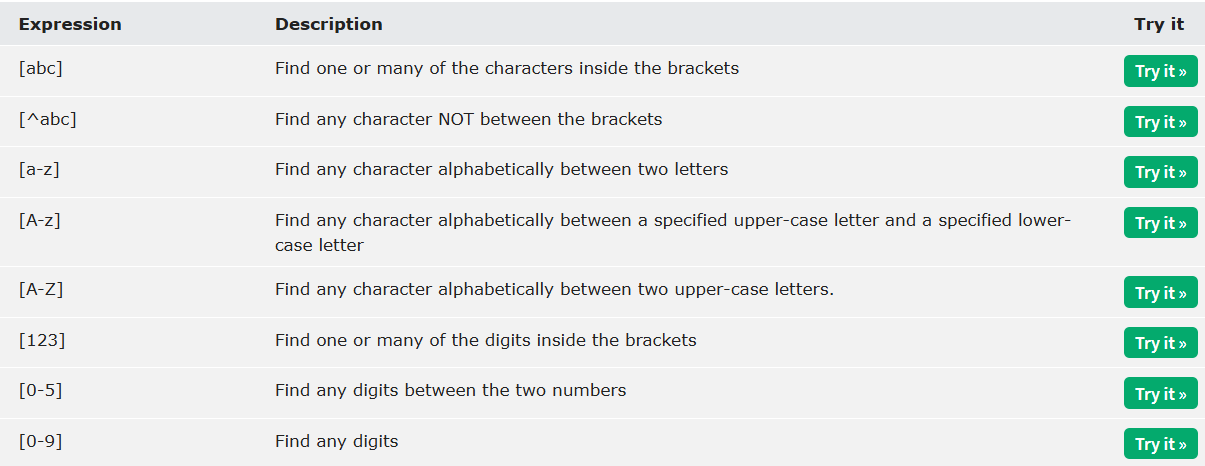 Expression Description Try it
[abc] Find one or many of the characters inside the brackets Try it »
[^abc] Find any character NOT between the brackets Try it »
[a-z] Find any character alphabetically between two letters Try it »
[A-z] Find any character alphabetically between a specified upper-case letter and a specified lower- Try it »
case letter
[A-Z] Find any character alphabetically between two upper-case letters. Try it »
[123] Find one or many of the digits inside the brackets Try it »
[0-5] Find any digits between the two numbers Try it »
[0-9] Find any digits Try it »